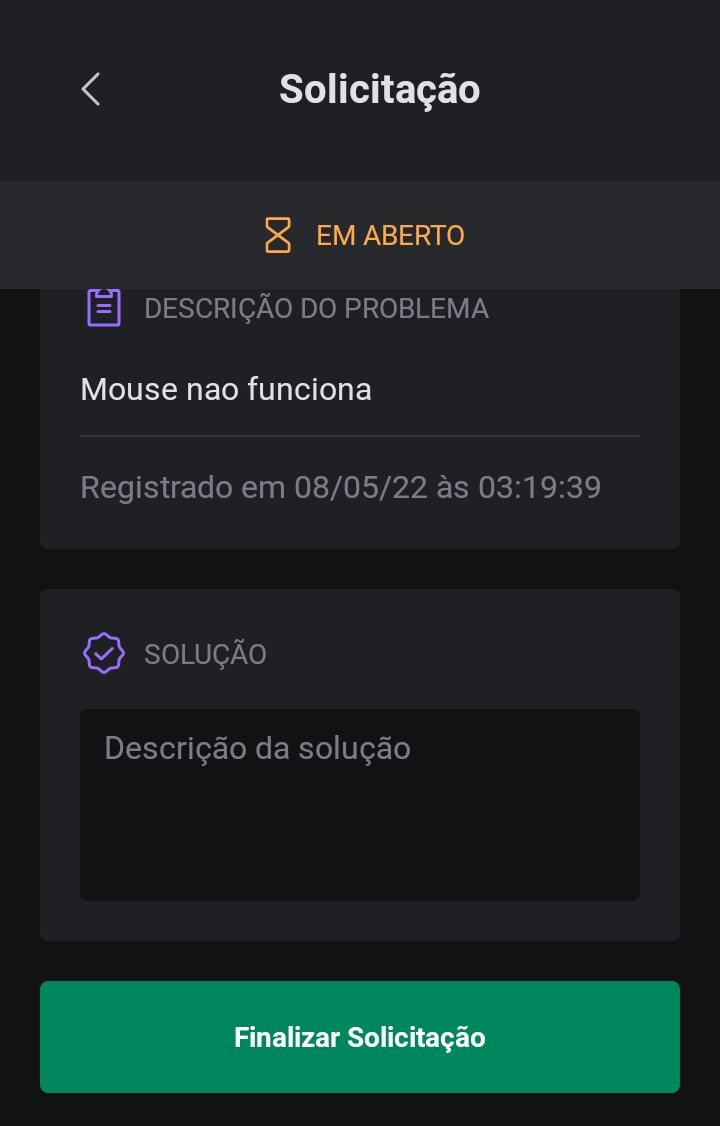 Solicitação
EM ABERTO
DESCRIÇÃO DO PROBLEMA
Mouse nao funciona
Registrado em 08/05/22 às 03:19:39
SOLUÇÃO
Descrição da solução
Finalizar Solicitação